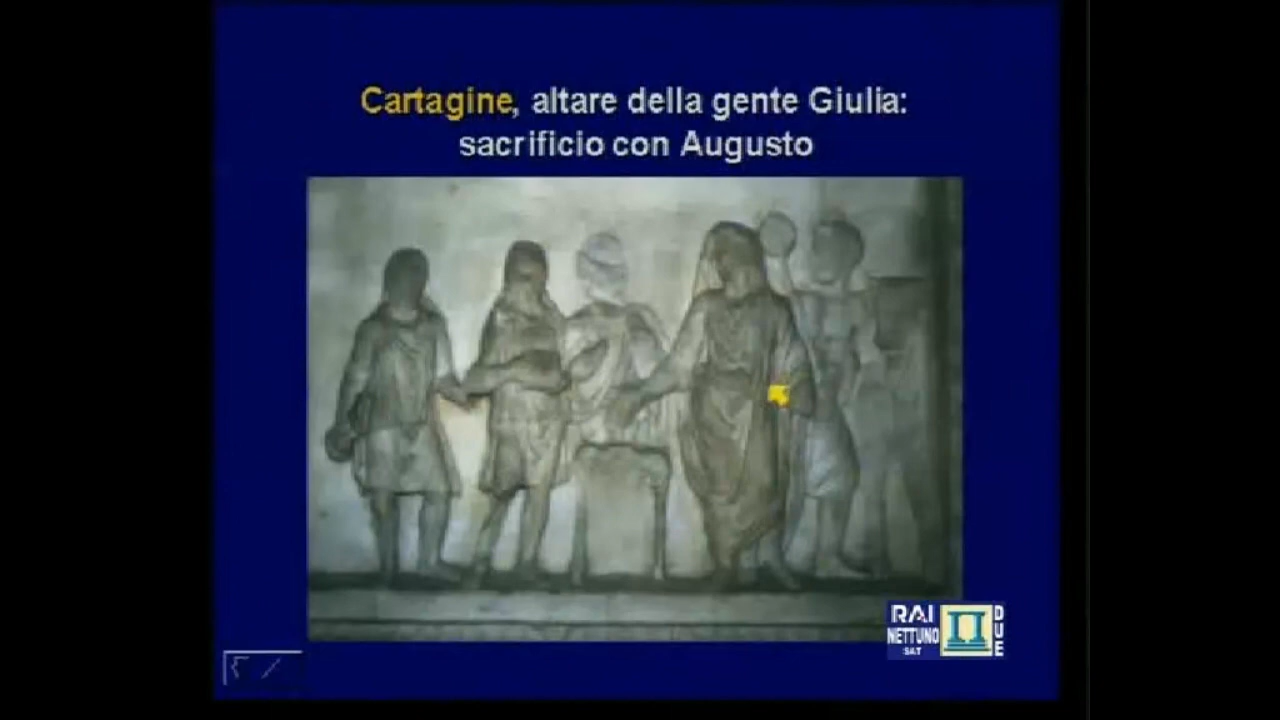 Cartagine, altare della gente Giulia:
sacrificio con Augusto
RAI
NETTUNO
SAT
DUE